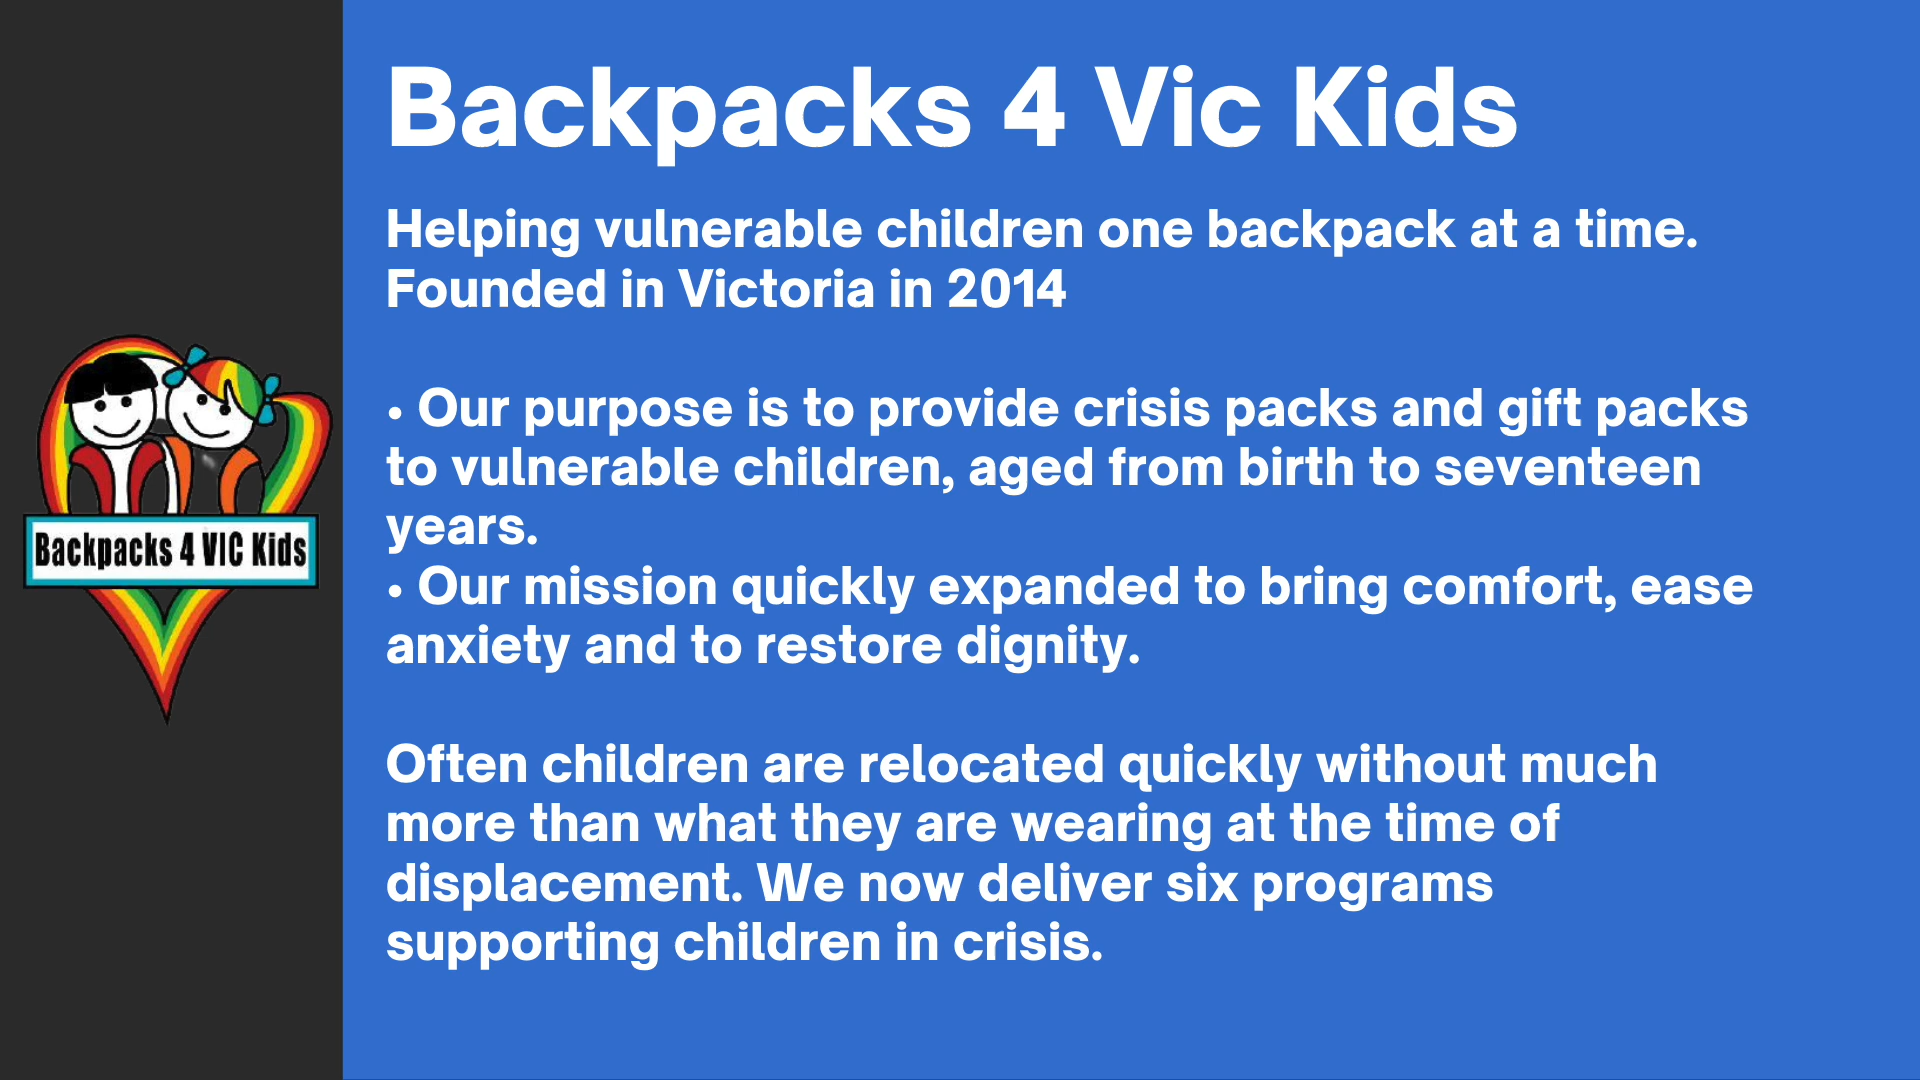 Backpacks 4 Vic Kids
Helping vulnerable children one backpack at a time.
Founded in Victoria in 2014
• Our purpose is to provide crisis packs and gift packs
to vulnerable children, aged from birth to seventeen
years.
• Our mission quickly expanded to bring comfort, ease
anxiety and to restore dignity.
Often children are relocated quickly without much
more than what they are wearing at the time of
displacement. We now deliver six programs
supporting children in crisis.
Backpacks 4 VIC Kids